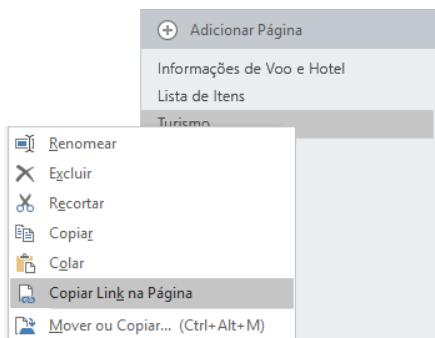 Adicionar Página
Informações de Voo e Hotel
Lista de Itens
Turismo
Renomear
Excluir
Recortar
Copiar
Colar
Copiar Link na Página
Mover ou Copiar... (Ctrl+Alt+M)